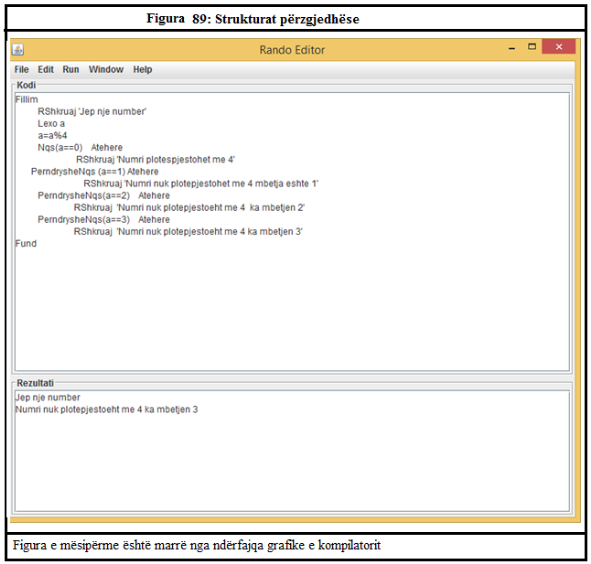 Figura 89: Strukturat përzgjedhëse
Rando Editor
File Edit Run Window Help
Kodi
Fillim
RShkruaj 'Jep nje number'
Lexo a
a=a%4
Nqs(a==0) Atehere
RShkruaj 'Numri plotespjestohet me 4'
PerndrysheNqs (a==1) Atehere
RShkruaj 'Numri nuk plotepjestohet me 4 mbetja eshte 1'
PerndrysheNqs(a==2) Atehere
RShkruaj 'Numri nuk plotepjestoeht me 4 ka mbetjen 2'
PerndrysheNqs(a==3) Atehere
RShkruaj 'Numri nuk plotepjestoeht me 4 ka mbetjen 3'
Fund
Rezultati
Jep nje number
Numri nuk plotepjestoeht me 4 ka mbetjen 3
Figura e mësipërme është marrë nga ndërfaqja grafike e kompilatorit